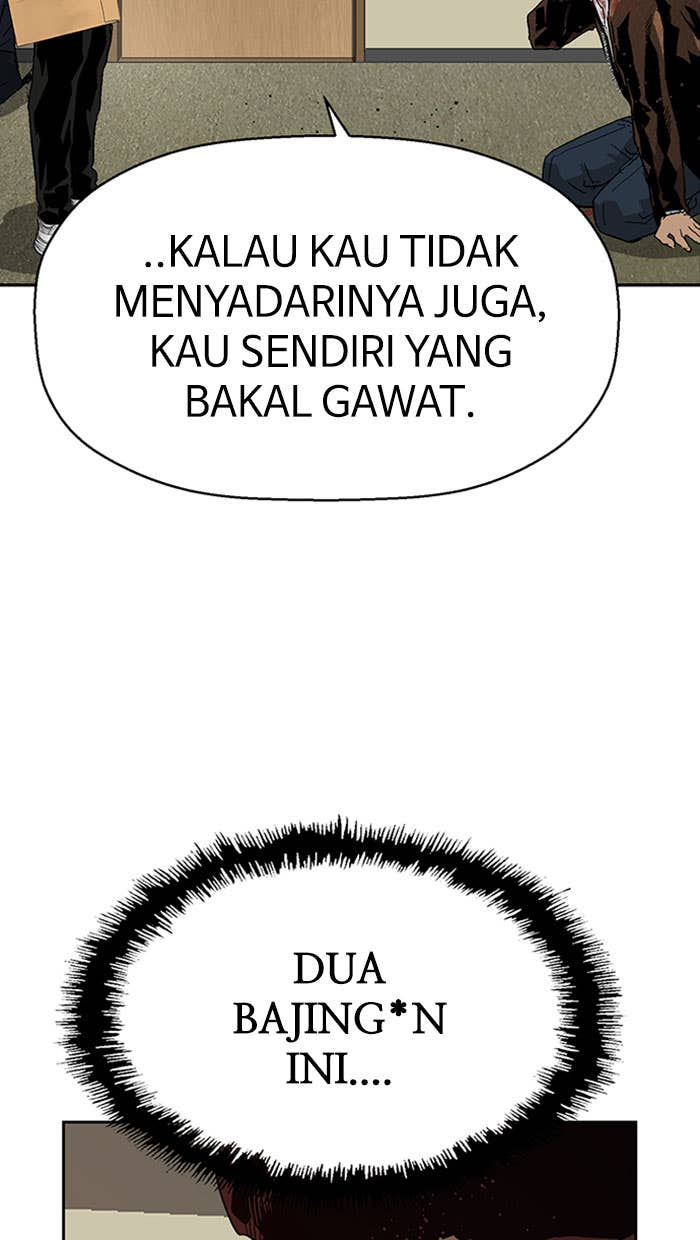 ..KALAU KAU TIDAK
MENYADARINYA JUGA,
KAU SENDIRI YANG
BAKAL GAWAT.
DUA
BAJING*N
INI....